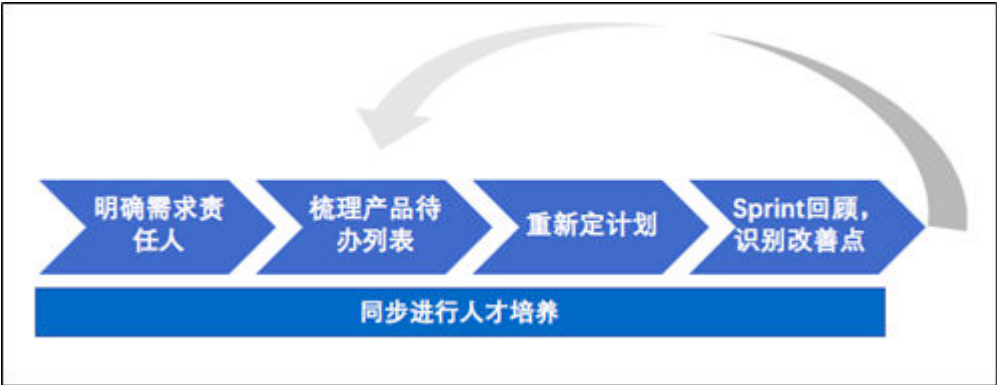 明确需求责
任人
梳理产品待
办列表
重新定计划
Sprint回顾，
识别改善点
同步进行人才培养